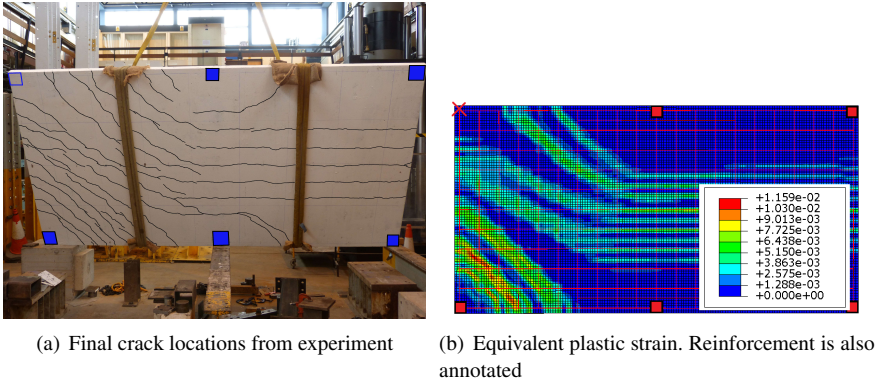 +1.159e-02
+1.030e-02
+9.013e-03
+7.725e-03
+6.438e-03
+5.150e-03
+3.863e-03
+2.575e-03
+1.288e-03
+0.000e+00
(a) Final crack locations from experiment
(b) Equivalent plastic strain. Reinforcement is also
annotated